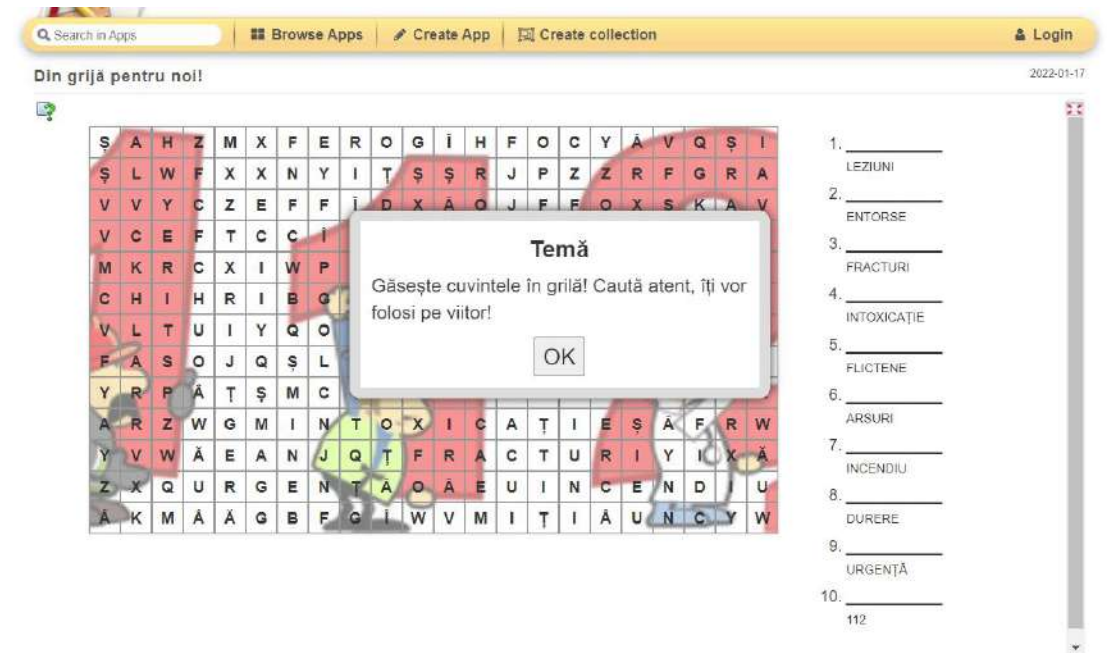 Search in Apps
Browse Apps
Create App
Create collection
Login
Din grijă pentru noi!
2022-01-17
Ș A H Z M X F E R O G Î H F O C Y Â V Q Ș I
Ș L W F X X N Y I Ț Ș Ș R J P Z Z R F G R A
V V Y C Z E F F Î D X Ă O J F F O X S K A V
V C E F T C C Î
M K R C X I W P
C H I H R I B G
V L T U I Y Q O
F A S O J Q Ș L
Y R P Ă Ț Ș M C
A R Z W G M I N T O X I C A Ț I E Ș Ă F R W
Y V W Ă E A N J Q Ț F R A C T U R I Y I X Ă
Z X Q U R G E N Ț Ă O Ă E U I N C E N D I U
Â K M Â Ă G B F G Î W V M I Ț I Â U N C Y W
Temă
Găsește cuvintele în grilă! Caută atent, îți vor
folosi pe viitor!
OK
1.
LEZIUNI
2.
ENTORSE
3.
FRACTURI
4.
INTOXICAȚIE
5.
FLICTENE
6.
ARSURI
7.
INCENDIU
8.
DURERE
9.
URGENȚĂ
10.
112